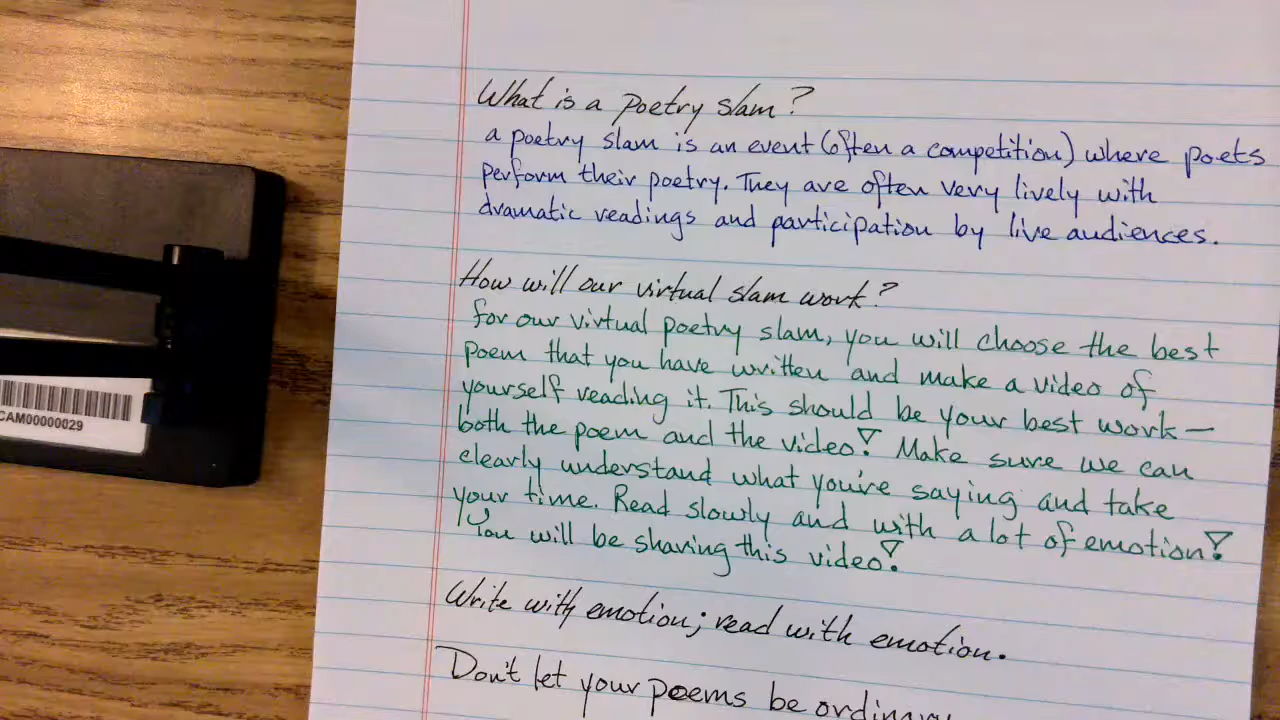 What is a poetry slam?
a poetry slam is an event (often a competition) where poets
perform their poetry. They are often very lively with
dramatic readings and participation by live audiences.
How will our virtual slam work?
for our virtual poetry slam, you will choose the best
poem that you have written and make a video of
yourself reading it. This should be your best work—
both the poem and the video! Make sure we can
clearly understand what you're saying and take
your time. Read slowly and with a lot of emotion!
You will be sharing this video!
Write with emotion; read with emotion.
Don't let your poems be ordinary
CAM00000029